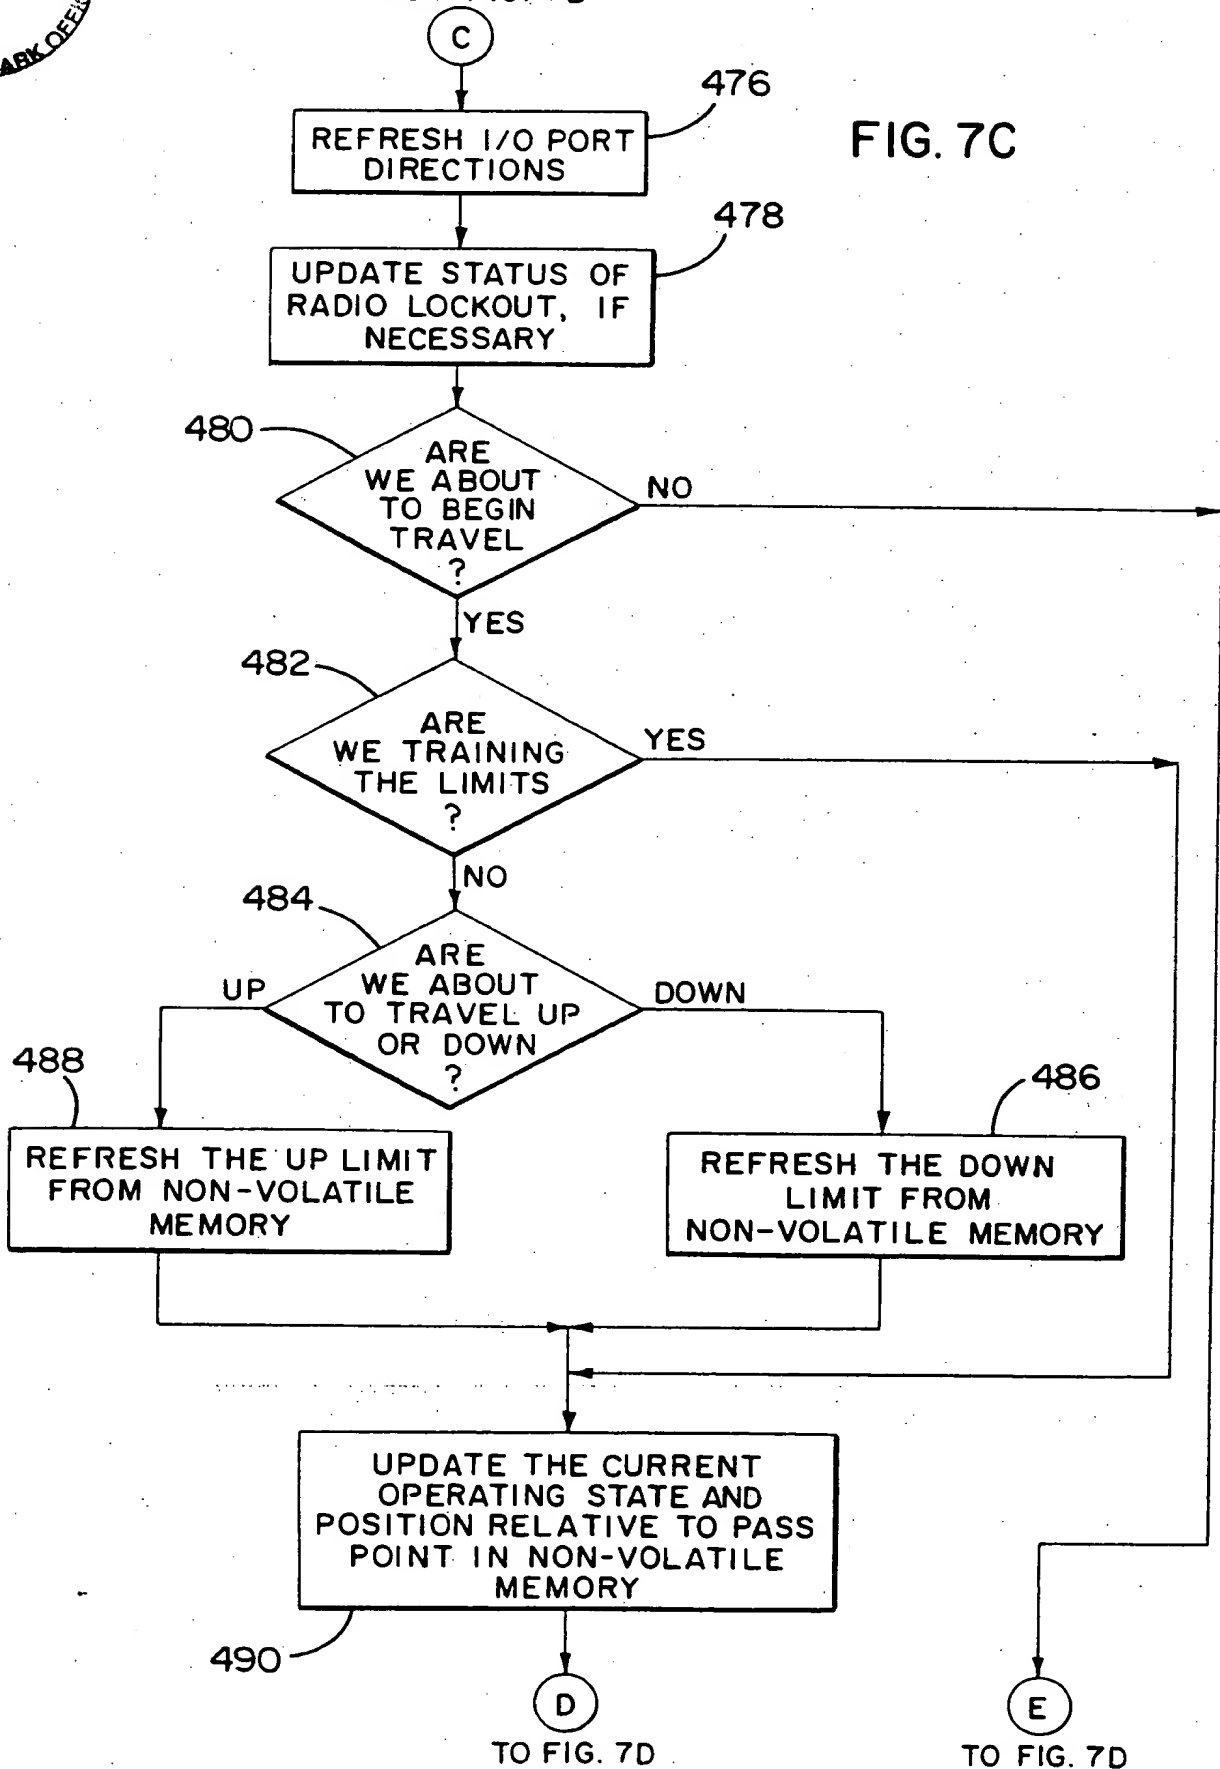 C
476
FIG. 7C
REFRESH I/O PORT
DIRECTIONS
478
UPDATE STATUS OF
RADIO LOCKOUT, IF
NECESSARY
480
ARE
WE ABOUT
TO BEGIN
TRAVEL
?
NO
YES
482
ARE
WE TRAINING
THE LIMITS
?
YES
NO
484
ARE
WE ABOUT
TO TRAVEL UP
OR DOWN
?
UP
DOWN
488
486
REFRESH THE UP LIMIT
FROM NON-VOLATILE
MEMORY
REFRESH THE DOWN
LIMIT FROM
NON-VOLATILE MEMORY
UPDATE THE CURRENT
OPERATING STATE AND
POSITION RELATIVE TO PASS
POINT IN NON-VOLATILE
MEMORY
490
D
TO FIG. 7D
E
TO FIG. 7D